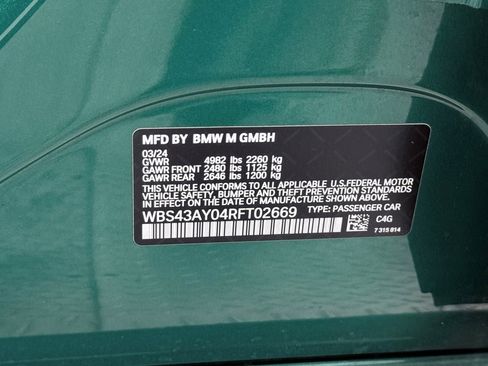 MFD BY BMW M GMBH
03/24
GVWR 4982 lbs 2260 kg
GAWR FRONT 2480 lbs 1125 kg
GAWR REAR 2646 lbs 1200 kg
THIS VEHICLE CONFORMS TO ALL APPLICABLE
U.S.FEDERAL MOTOR
VEHICLE SAFETY, BUMPER AND THEFT PREVENTION STANDARDS
IN EFFECT ON THE DATE OF MANUFACTURE SHOWN ABOVE.
WBS43AY04RFT02669 TYPE: PASSENGER CAR
C4G
7 315 814